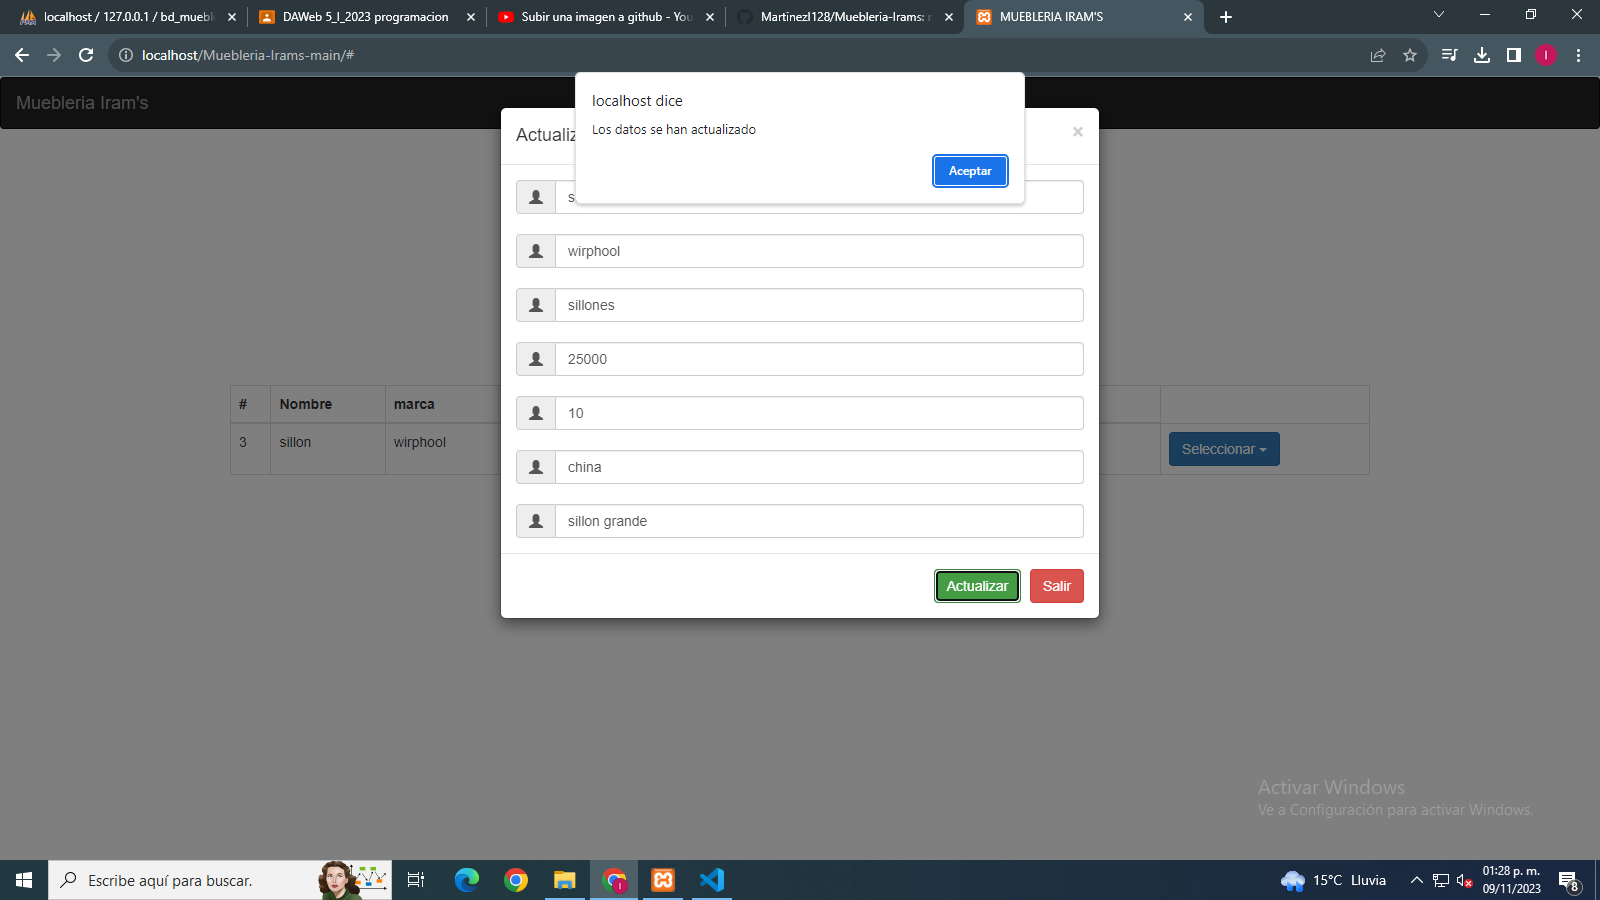 localhost / 127.0.0.1 / bd_muebl
DAWeb 5_I_2023 programacion
Subir una imagen a github - You
MartinezI128/Muebleria-Irams: m
MUEBLERIA IRAM'S
localhost/Muebleria-Irams-main/#
I
Muebleria Iram's
localhost dice
Los datos se han actualizado
Aceptar
Actualiz
×
s
wirphool
sillones
25000
10
china
sillon grande
Actualizar
Salir
# Nombre marca
3 sillon wirphool
Seleccionar
Activar Windows
Ve a Configuración para activar Windows.
Escribe aquí para buscar.
15°C Lluvia
01:28 p. m.
09/11/2023
8